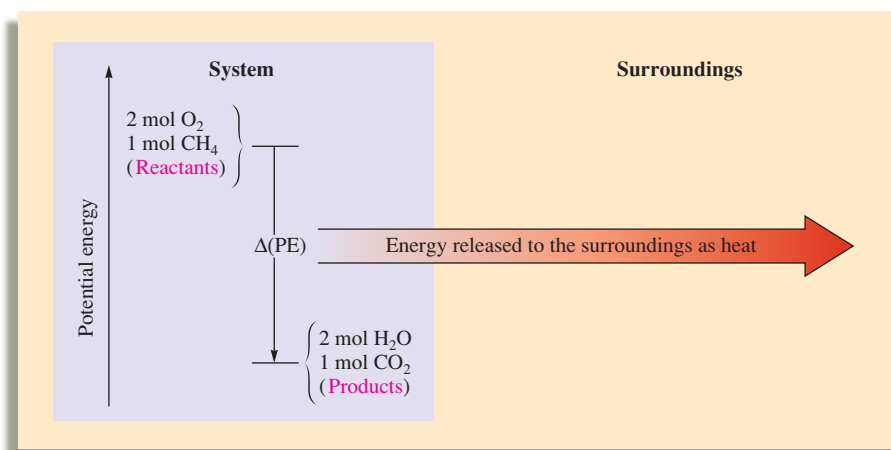 System
Surroundings
2 mol O₂
1 mol CH₄
(Reactants)
Potential energy
Δ(PE)
Energy released to the surroundings as heat
2 mol H₂O
1 mol CO₂
(Products)